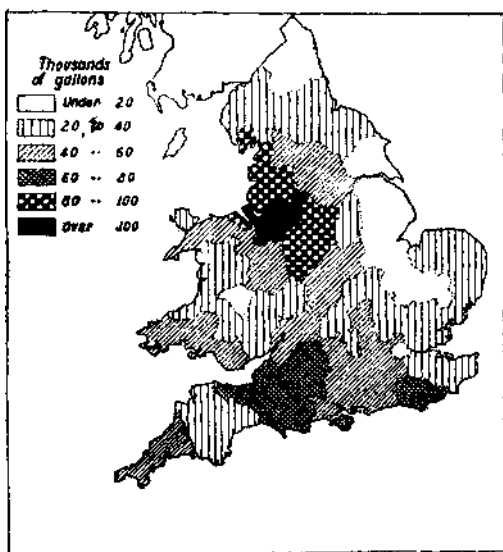 Thousands
of gallons
Under 20
20, to 40
40 " 60
60 " 80
80 " 100
Over 100